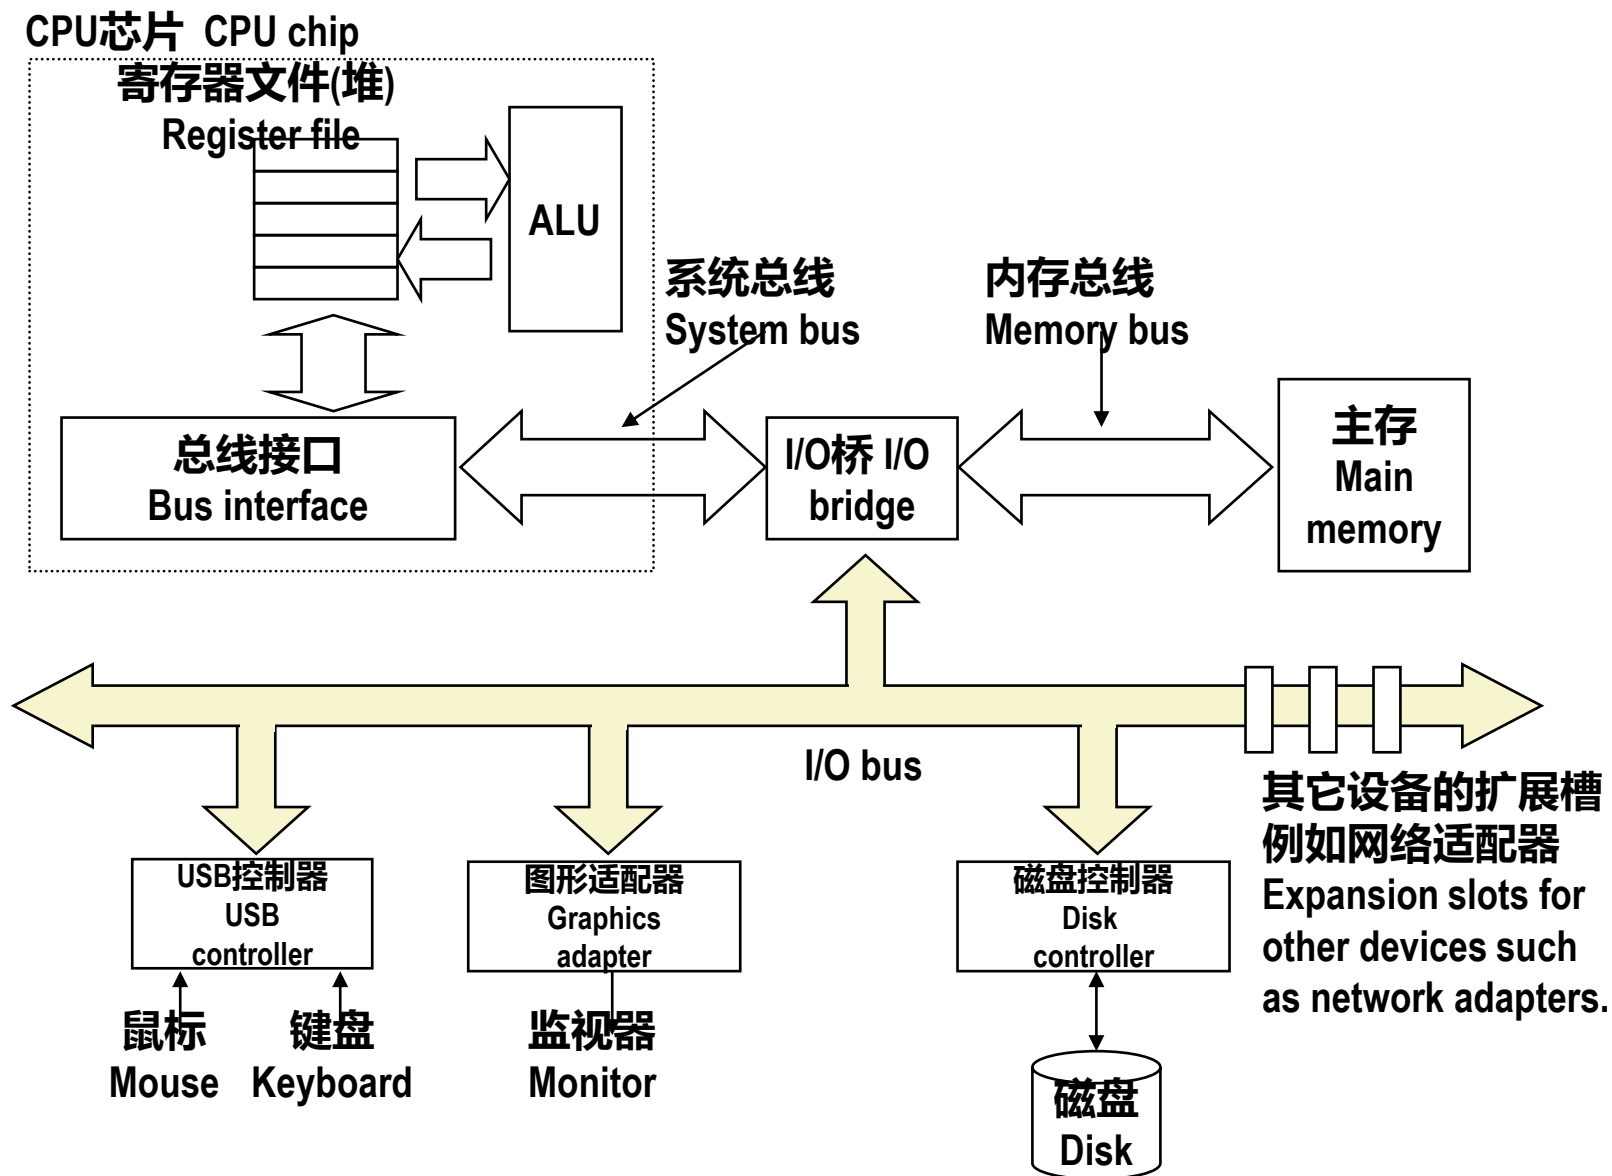 CPU芯片 CPU chip
寄存器文件(堆)
Register file
ALU
系统总线
System bus
内存总线
Memory bus
总线接口
Bus interface
I/O桥 I/O
bridge
主存
Main
memory
I/O bus
USB控制器
USB
controller
图形适配器
Graphics
adapter
磁盘控制器
Disk
controller
其它设备的扩展槽
例如网络适配器
Expansion slots for
other devices such
as network adapters.
鼠标
Mouse
键盘
Keyboard
监视器
Monitor
磁盘
Disk